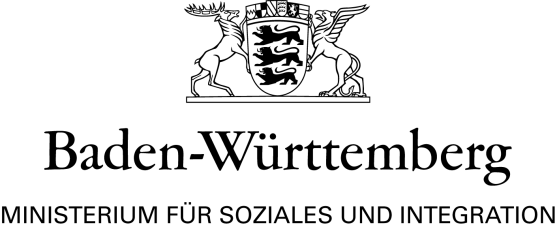 Baden-Württemberg
MINISTERIUM FÜR SOZIALES UND INTEGRATION